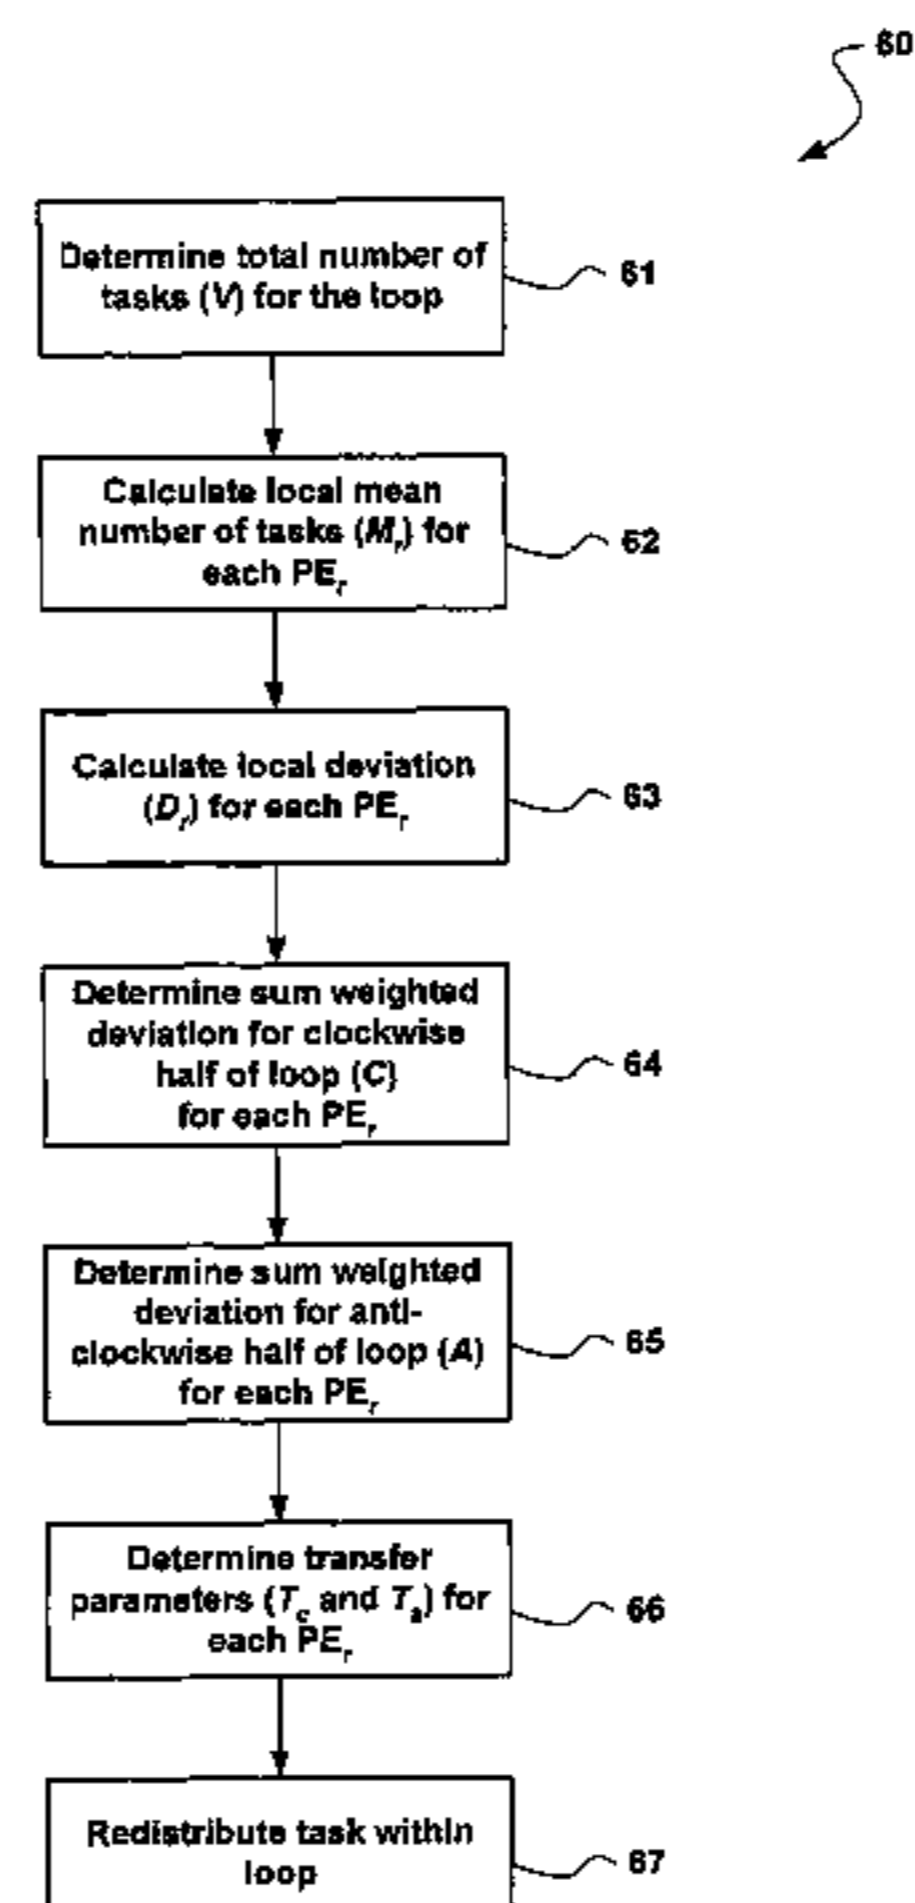 60
Determine total number of
tasks (V) for the loop
61
Calculate local mean
number of tasks (Mr) for
each PEr
62
Calculate local deviation
(Dr) for each PEr
63
Determine sum weighted
deviation for clockwise
half of loop (C)
for each PEr
64
Determine sum weighted
deviation for anti-
clockwise half of loop (A)
for each PEr
65
Determine transfer
parameters (Tc and Ta) for
each PEr
66
Redistribute task within
loop
67